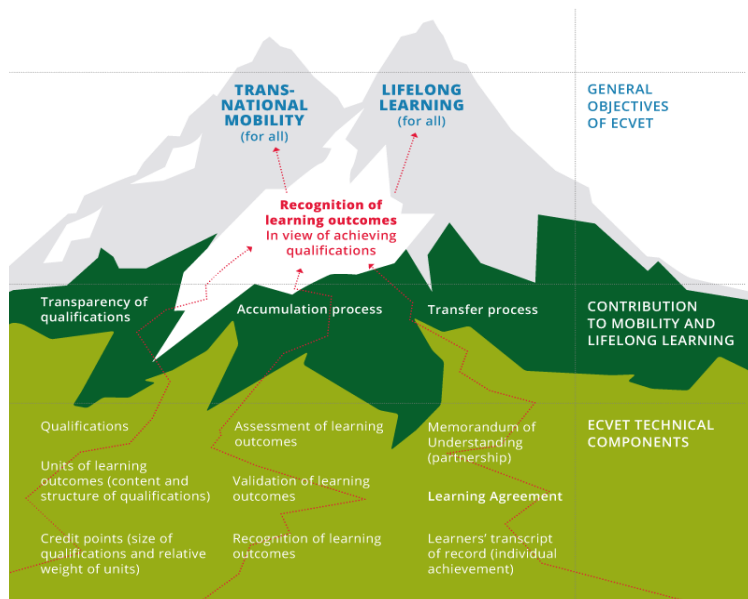 TRANS-
NATIONAL
MOBILITY
(for all)
LIFELONG
LEARNING
(for all)
GENERAL
OBJECTIVES
OF ECVET
Recognition of
learning outcomes
In view of achieving
qualifications
Transparency of
qualifications
Accumulation process
Transfer process
CONTRIBUTION
TO MOBILITY AND
LIFELONG LEARNING
Qualifications
Units of learning
outcomes (content and
structure of qualifications)
Credit points (size of
qualifications and relative
weight of units)
Assessment of learning
outcomes
Validation of learning
outcomes
Recognition of learning
outcomes
Memorandum of
Understanding
(partnership)
Learning Agreement
Learners' transcript
of record (individual
achievement)
ECVET TECHNICAL
COMPONENTS